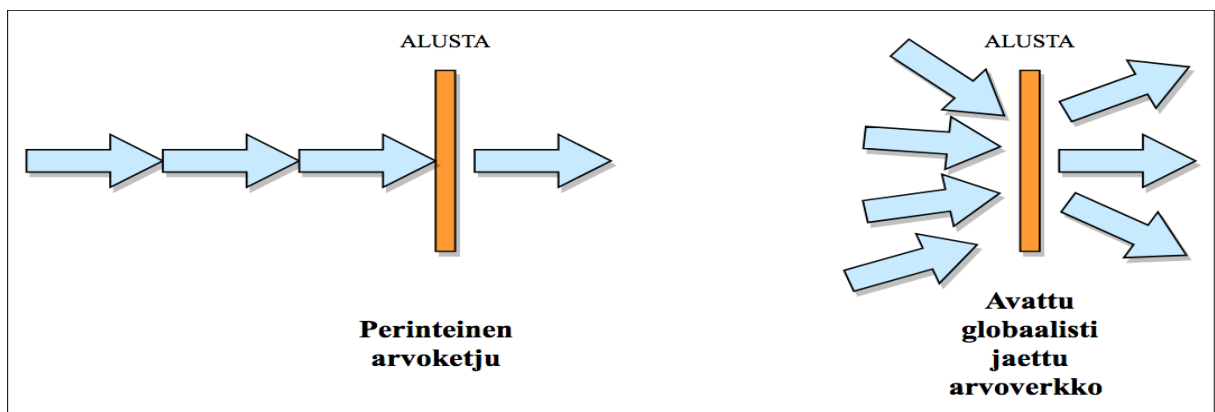 ALUSTA
Perinteinen
arvoketju
ALUSTA
Avattu
globaalisti
jaettu
arvoverkko